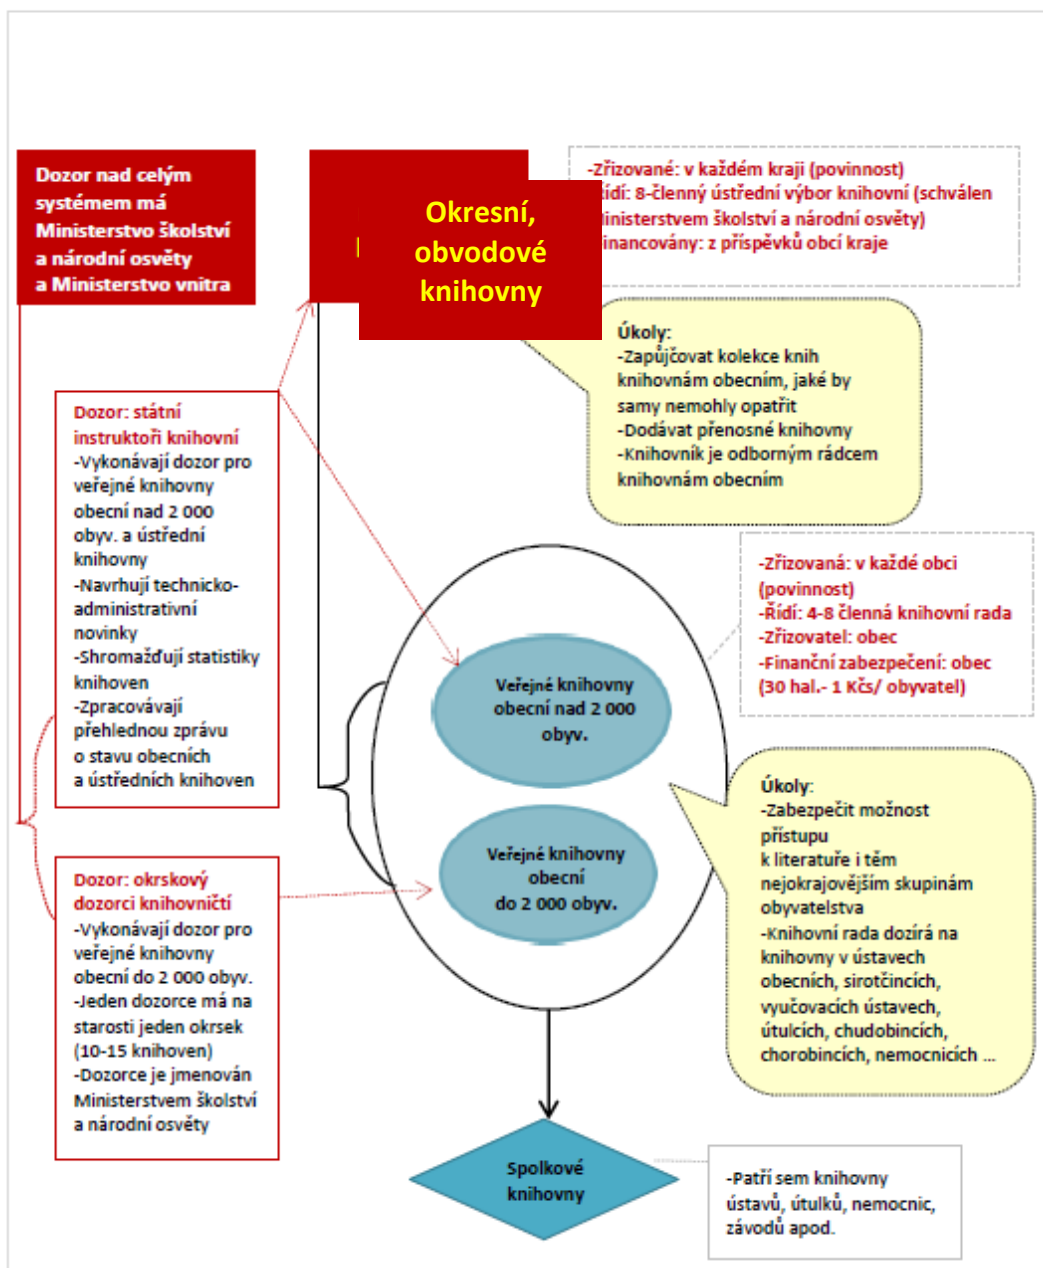 Dozor nad celým
systémem má
Ministerstvo školství
a národní osvěty
a Ministerstvo vnitra
Okresní,
obvodové
knihovny
-Zřizované: v každém kraji (povinnost)
Řídí: 8-členný ústřední výbor knihovní (schválen
Ministerstvem školství a národní osvěty)
Financovány: z příspěvků obcí kraje
Úkoly:
-Zapůjčovat kolekce knih
knihovnám obecním, jaké by
samy nemohly opatřit
-Dodávat přenosné knihovny
-Knihovník je odborným rádcem
knihovnám obecním
Dozor: státní
instruktoři knihovní
-Vykonávají dozor pro
veřejné knihovny
obecní nad 2 000
obyv. a ústřední
knihovny
-Navrhují technicko-
administrativní
novinky
-Shromažďují statistiky
knihoven
-Zpracovávají
přehlednou zprávu
o stavu obecních
a ústředních knihoven
-Zřizovaná: v každé obci
(povinnost)
-Řídí: 4-8 členná knihovní rada
-Zřizovatel: obec
-Finanční zabezpečení: obec
(30 hal.- 1 Kčs/ obyvatel)
Veřejné knihovny
obecní nad 2 000
obyv.
Veřejné knihovny
obecní
do 2 000 obyv.
Úkoly:
-Zabezpečit možnost
přístupu
k literatuře i těm
nejokrajovějším skupinám
obyvatelstva
-Knihovní rada dozírá na
knihovny v ústavech
obecních, sirotčincích,
vyučovacích ústavech,
útulcích, chudobincích,
chorobincích, nemocnicích ...
Dozor: okrskový
dozorci knihovničtí
-Vykonávají dozor pro
veřejné knihovny
obecní do 2 000 obyv.
-Jeden dozorce má na
starosti jeden okrsek
(10-15 knihoven)
-Dozorce je jmenován
Ministerstvem školství
a národní osvěty
Spolkové
knihovny
-Patří sem knihovny
ústavů, útulků, nemocnic,
závodů apod.